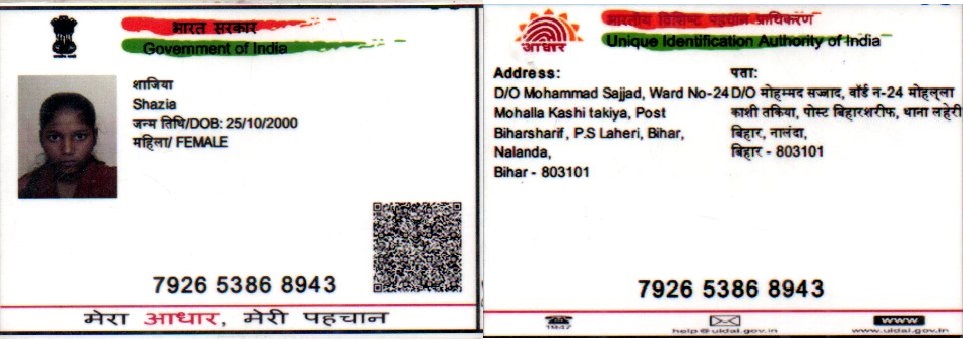 भारत सरकार
Government of India
शाजिया
Shazia
जन्म तिथि/DOB: 25/10/2000
महिला/ FEMALE
7926 5386 8943
मेरा आधार, मेरी पहचान
आधार
भारतीय विशिष्ट पहचान प्राधिकरण
Unique Identification Authority of India
Address:
D/O Mohammad Sajjad, Ward No-24
Mohalla Kashi takiya, Post
Biharsharif, P.S Laheri, Bihar,
Nalanda,
Bihar - 803101
पता:
D/O मोहम्मद सज्जाद, वॉर्ड न-24 मोहल्ला
काशी तकिया, पोस्ट बिहारशरीफ, थाना लहेरी
बिहार, नालंदा,
बिहार - 803101
7926 5386 8943
1947
help@uidai.gov.in
www
www.uidai.gov.in